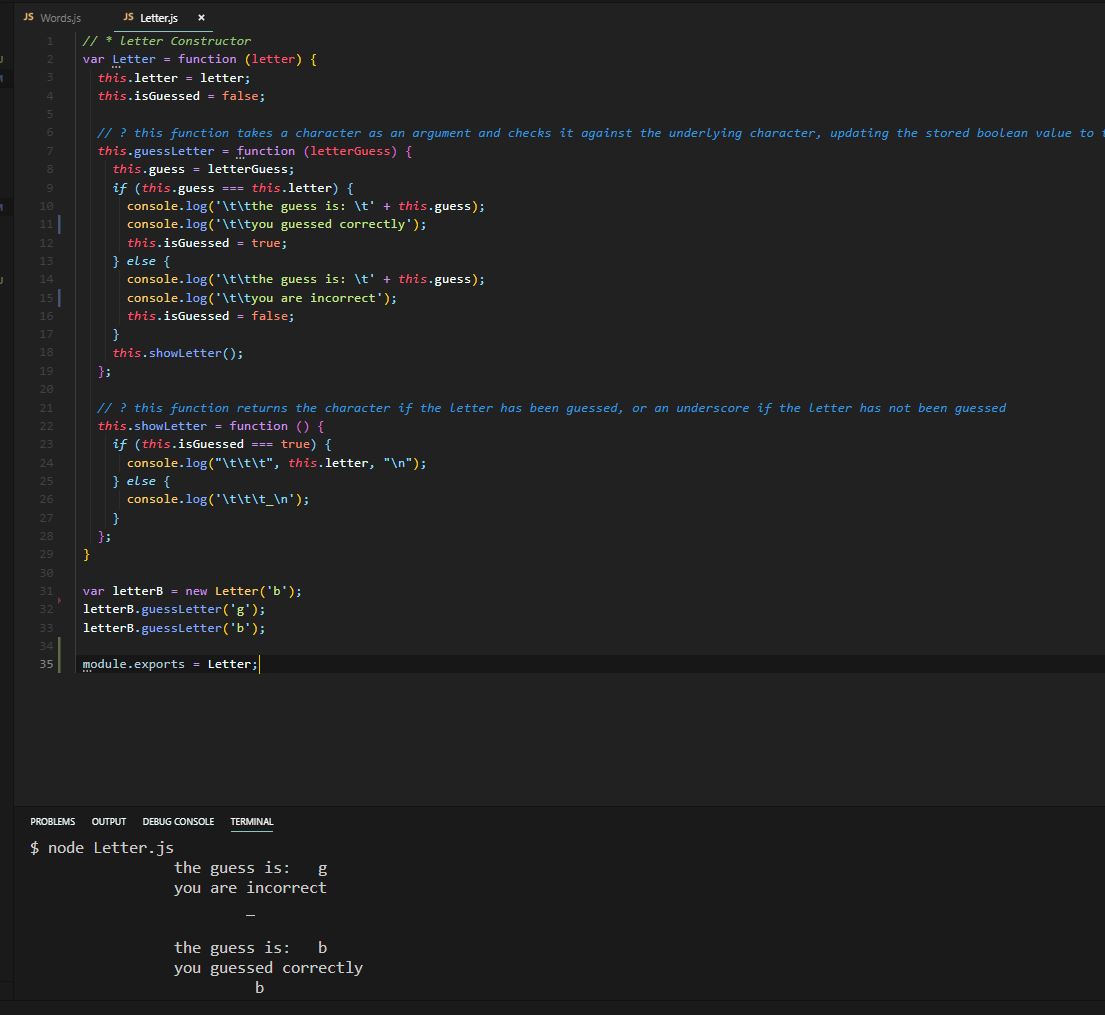 JS Words.js JS Letter.js ×
1 // * letter Constructor
2 var Letter = function (letter) {
3 this.letter = letter;
4 this.isGuessed = false;
5
6 // ? this function takes a character as an argument and checks it against the underlying character, updating the stored boolean value to
7 this.guessLetter = function (letterGuess) {
8 this.guess = letterGuess;
9 if (this.guess === this.letter) {
10 console.log('\t\tthe guess is: \t' + this.guess);
11 console.log('\t\tyou guessed correctly');
12 this.isGuessed = true;
13 } else {
14 console.log('\t\tthe guess is: \t' + this.guess);
15 console.log('\t\tyou are incorrect');
16 this.isGuessed = false;
17 }
18 this.showLetter();
19 };
20
21 // ? this function returns the character if the letter has been guessed, or an underscore if the letter has not been guessed
22 this.showLetter = function () {
23 if (this.isGuessed === true) {
24 console.log("\t\t\t", this.letter, "\n");
25 } else {
26 console.log('\t\t\t_\n');
27 }
28 };
29 }
30
31 var letterB = new Letter('b');
32 letterB.guessLetter('g');
33 letterB.guessLetter('b');
34
35 module.exports = Letter;
PROBLEMS OUTPUT DEBUG CONSOLE TERMINAL
$ node Letter.js
the guess is: g
you are incorrect
_
the guess is: b
you guessed correctly
b